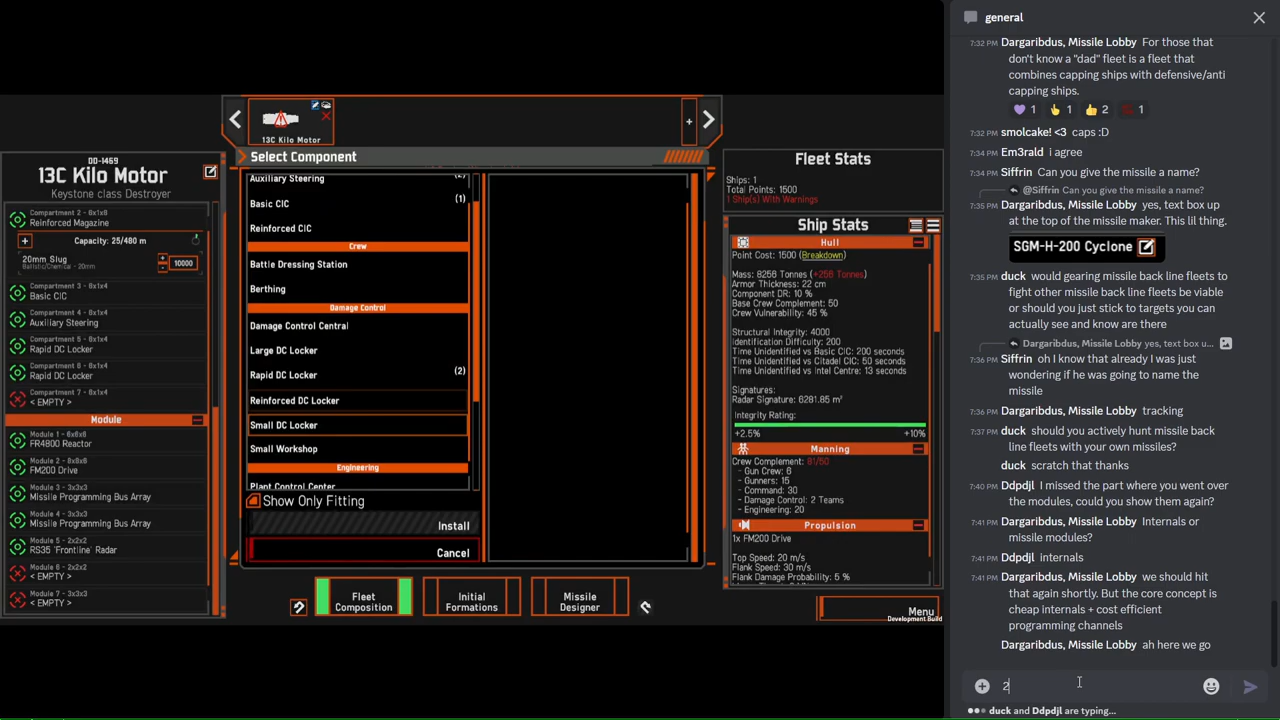 general
7:32 PM Dargaribdus, Missile Lobby For those that
don't know a "dad" fleet is a fleet that
combines capping ships with defensive/anti
capping ships.
1 1 2 1
7:32 PM smolcake! <3 caps :D
7:34 PM Em3rald i agree
7:34 PM Siffrin Can you give the missile a name?
@Siffrin Can you give the missile a name?
7:35 PM Dargaribdus, Missile Lobby yes, text box up
at the top of the missile maker. This lil thing.
SGM-H-200 Cyclone
7:35 PM duck would gearing missile back line fleets to
fight other missile back line fleets be viable
or should you just stick to targets you can
actually see and know are there
Dargaribdus, Missile Lobby yes, text box u...
7:36 PM Siffrin oh I know that already I was just
wondering if he was going to name the
missile
7:36 PM Dargaribdus, Missile Lobby tracking
7:37 PM duck should you actively hunt missile back
line fleets with your own missiles?
duck scratch that thanks
7:40 PM Ddpdjl I missed the part where you went over
the modules, could you show them again?
7:41 PM Dargaribdus, Missile Lobby Internals or
missile modules?
7:41 PM Ddpdjl internals
7:41 PM Dargaribdus, Missile Lobby we should hit
that again shortly. But the core concept is
cheap internals + cost efficient
programming channels
Dargaribdus, Missile Lobby ah here we go
2
duck and Ddpdjl are typing...
13C Kilo Motor
DD-1469
13C Kilo Motor
Keystone class Destroyer
Compartment 2 - 8x1x8
Reinforced Magazine
+ Capacity: 25/480 m
20mm Slug
Ballistic/Chemical - 20mm
+
-
10000
Compartment 3 - 8x1x4
Basic CIC
Compartment 4 - 8x1x4
Auxiliary Steering
Compartment 5 - 8x1x4
Rapid DC Locker
Compartment 6 - 8x1x4
Rapid DC Locker
Compartment 7 - 8x1x4
< EMPTY >
Module
Module 1 - 6x6x6
FR4800 Reactor
Module 2 - 8x8x6
FM200 Drive
Module 3 - 3x3x3
Missile Programming Bus Array
Module 4 - 3x3x3
Missile Programming Bus Array
Module 5 - 2x2x2
RS35 'Frontline' Radar
Module 6 - 2x2x2
< EMPTY >
Module 7 - 3x3x3
< EMPTY >
Select Component
Auxiliary Steering
Basic CIC (1)
Reinforced CIC
Crew
Battle Dressing Station
Berthing
Damage Control
Damage Control Central
Large DC Locker
Rapid DC Locker (2)
Reinforced DC Locker
Small DC Locker
Small Workshop
Engineering
Plant Control Center
Show Only Fitting
Install
Cancel
Fleet
Composition
Initial
Formations
Missile
Designer
Fleet Stats
Ships: 1
Total Points: 1500
1 Ship(s) With Warnings
Ship Stats
Hull
Point Cost: 1500 (Breakdown)
Mass: 8256 Tonnes (+256 Tonnes)
Armor Thickness: 22 cm
Component DR: 10 %
Base Crew Complement: 50
Crew Vulnerability: 45 %
Structural Integrity: 4000
Identification Difficulty: 200
Time Unidentified vs Basic CIC: 200 seconds
Time Unidentified vs Citadel CIC: 50 seconds
Time Unidentified vs Intel Centre: 13 seconds
Signatures:
Radar Signature: 6281.85 m²
Integrity Rating:
+2.5% +10%
Manning
Crew Complement: 81/50
- Gun Crew: 6
- Gunners: 15
- Command: 30
- Damage Control: 2 Teams
- Engineering: 20
Propulsion
1x FM200 Drive
Top Speed: 20 m/s
Flank Speed: 30 m/s
Flank Damage Probability: 5 %
Menu
Development Build